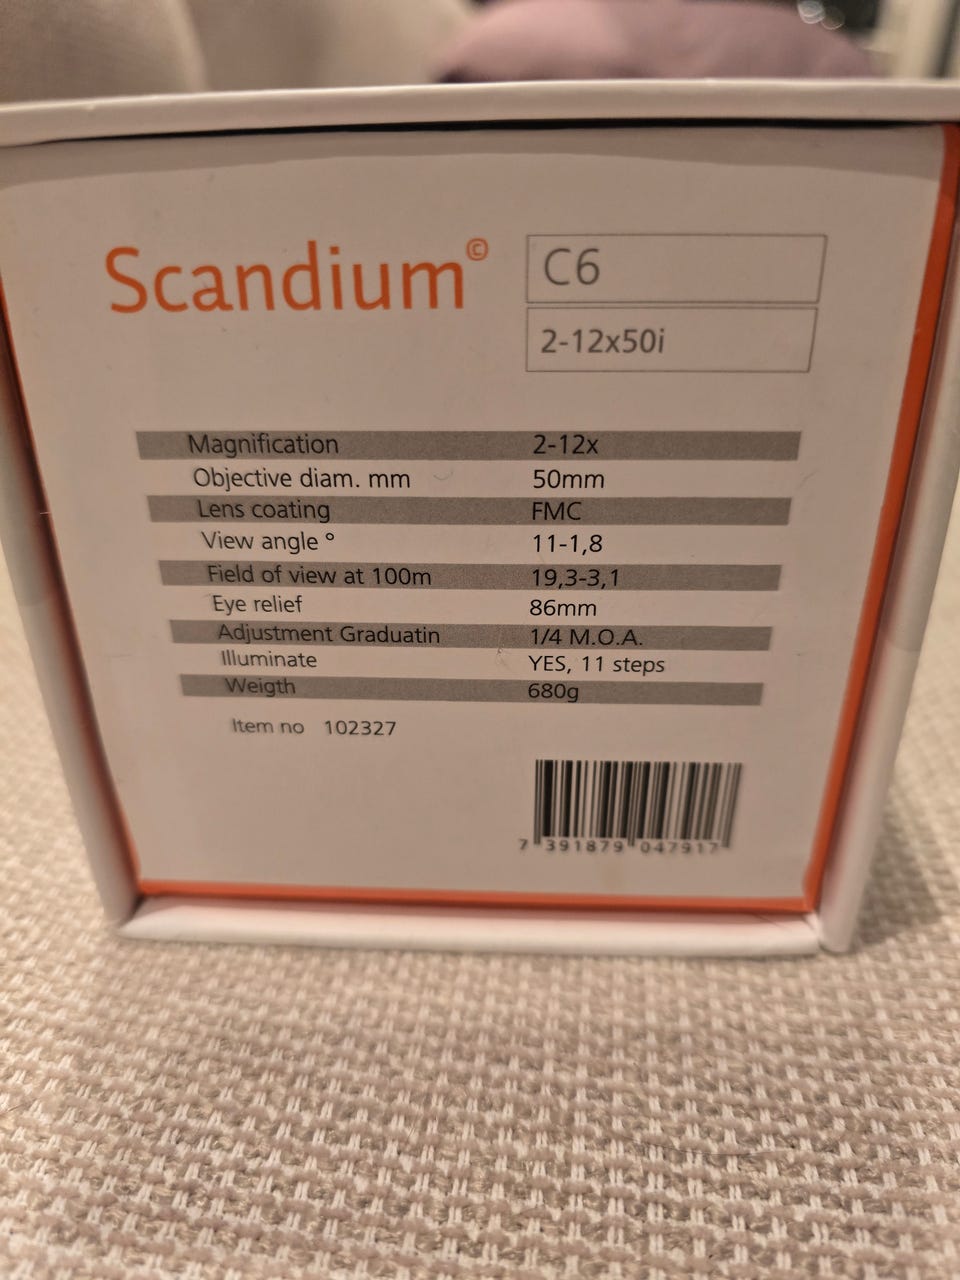 Scandium©
C6
2-12x50i
Magnification 2-12x
Objective diam. mm 50mm
Lens coating FMC
View angle ° 11-1,8
Field of view at 100m 19,3-3,1
Eye relief 86mm
Adjustment Graduatin 1/4 M.O.A.
Illuminate YES, 11 steps
Weigth 680g
Item no 102327
7 391879 047917